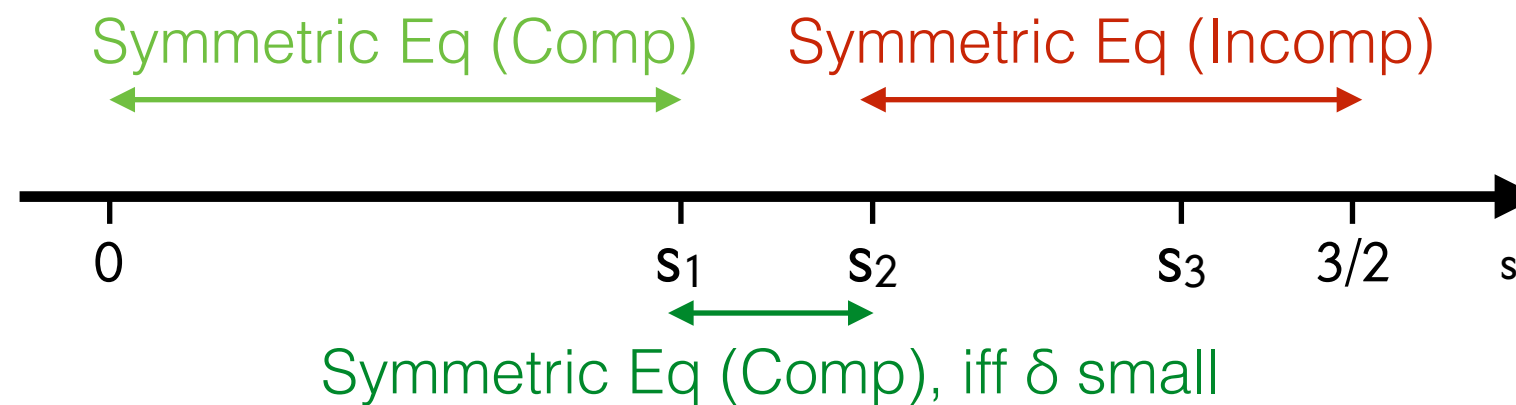 Symmetric Eq (Comp) Symmetric Eq (Incomp)
0 s1 s2 s3 3/2 s
Symmetric Eq (Comp), iff δ small